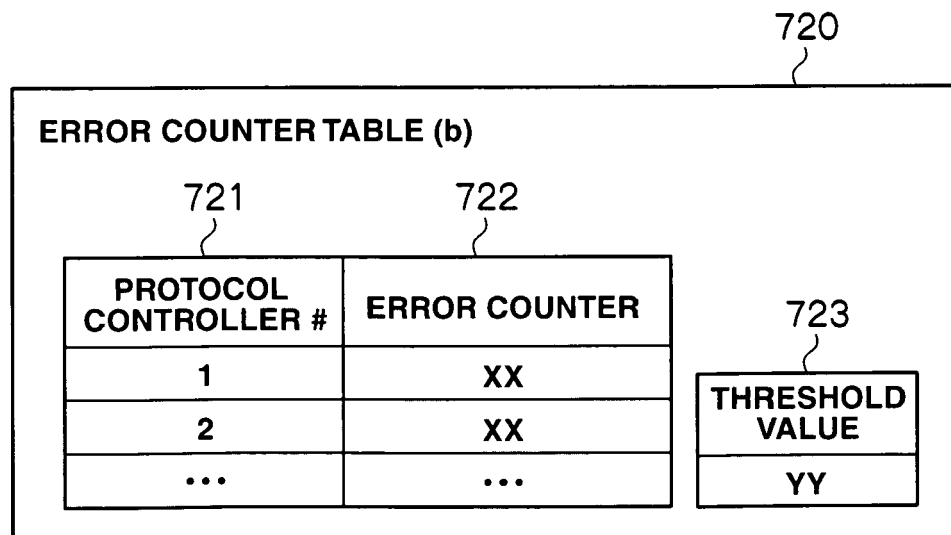 720
ERROR COUNTER TABLE (b)
721 722
PROTOCOL CONTROLLER # ERROR COUNTER
1 XX
2 XX
... ...
723
THRESHOLD VALUE
YY